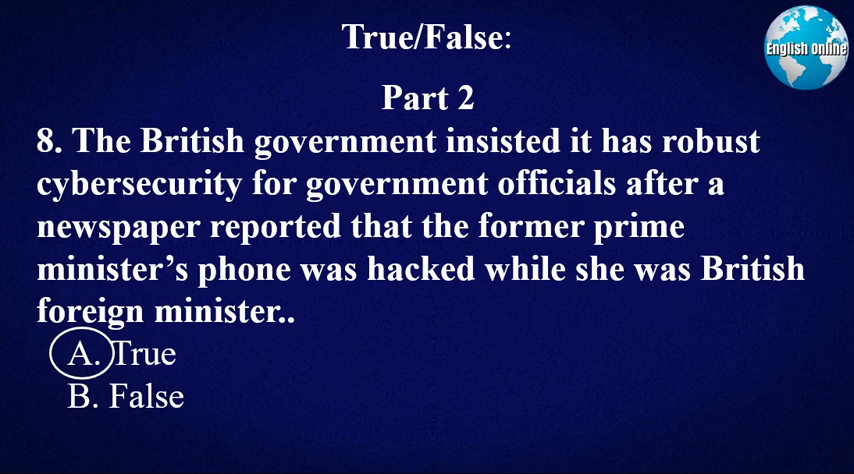 True/False:
English Online
Part 2
8. The British government insisted it has robust
cybersecurity for government officials after a
newspaper reported that the former prime
minister’s phone was hacked while she was British
foreign minister..
A. True
B. False